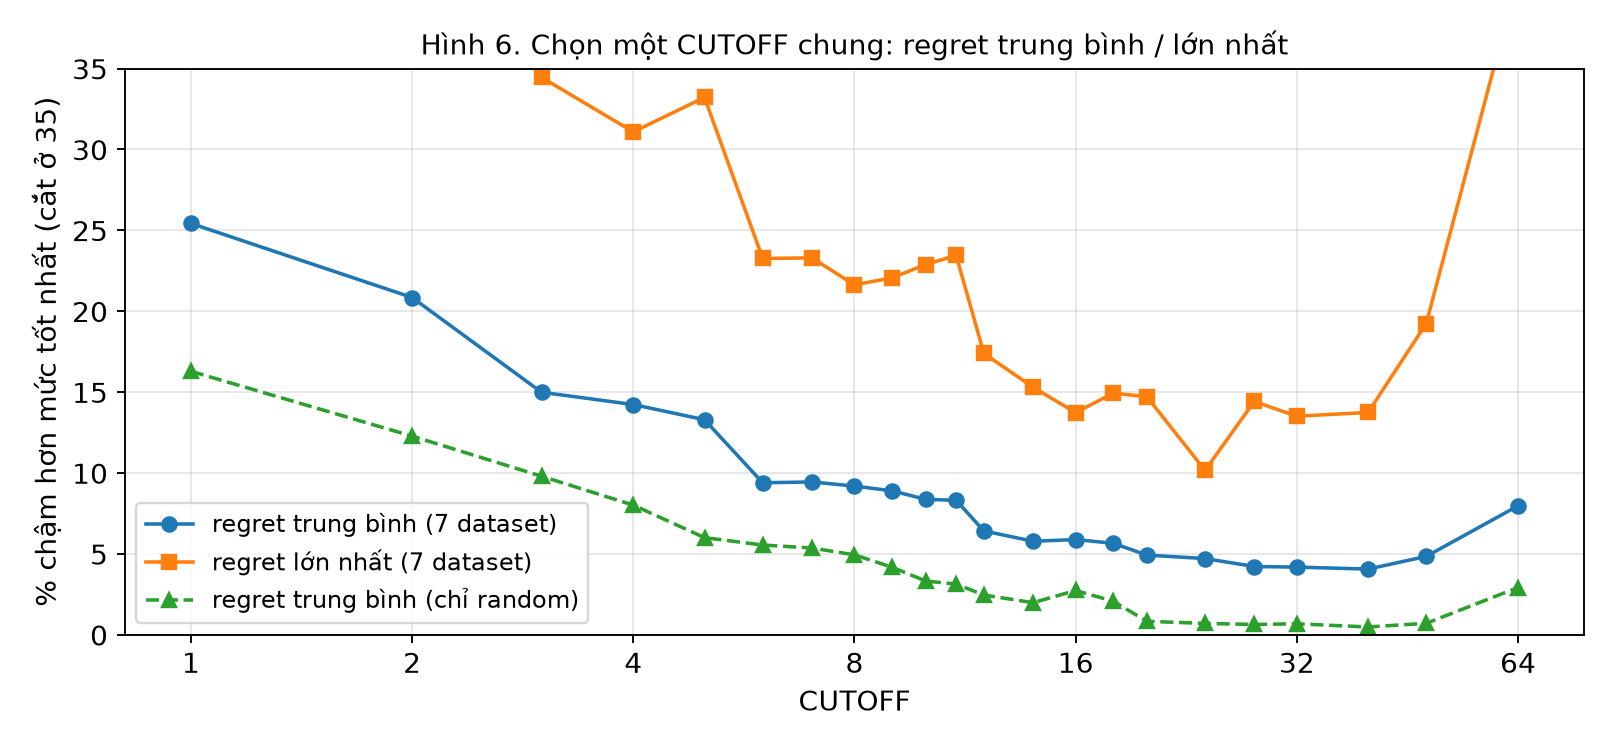 Hình 6. Chọn một CUTOFF chung: regret trung bình / lớn nhất
% chậm hơn mức tốt nhất (cắt ở 35)
35
30
25
20
15
10
5
0
regret trung bình (7 dataset)
regret lớn nhất (7 dataset)
regret trung bình (chỉ random)
1 2 4 8 16 32 64
CUTOFF